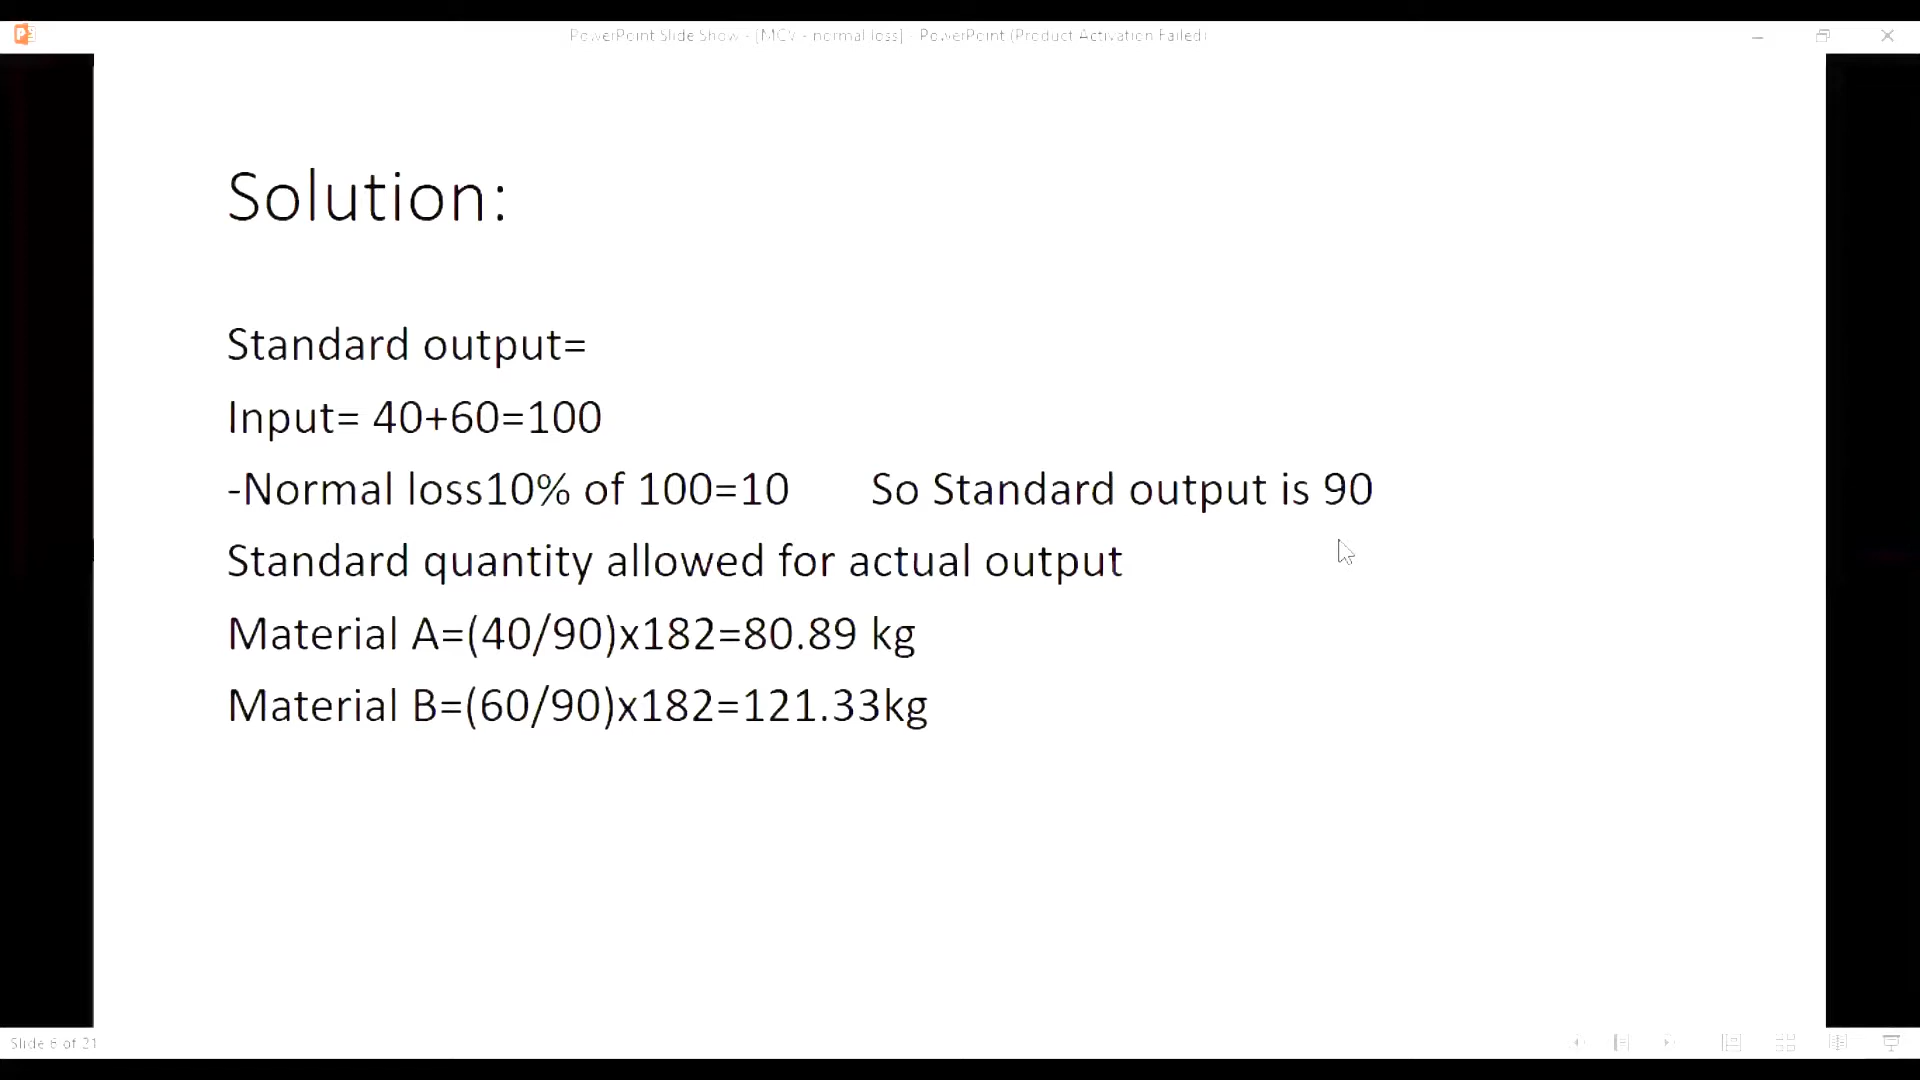 PowerPoint Slide Show - [MCV - normal loss] - PowerPoint (Product Activation Failed)
Solution:
Standard output=
Input= 40+60=100
-Normal loss10% of 100=10 So Standard output is 90
Standard quantity allowed for actual output
Material A=(40/90)x182=80.89 kg
Material B=(60/90)x182=121.33kg
Slide 6 of 21